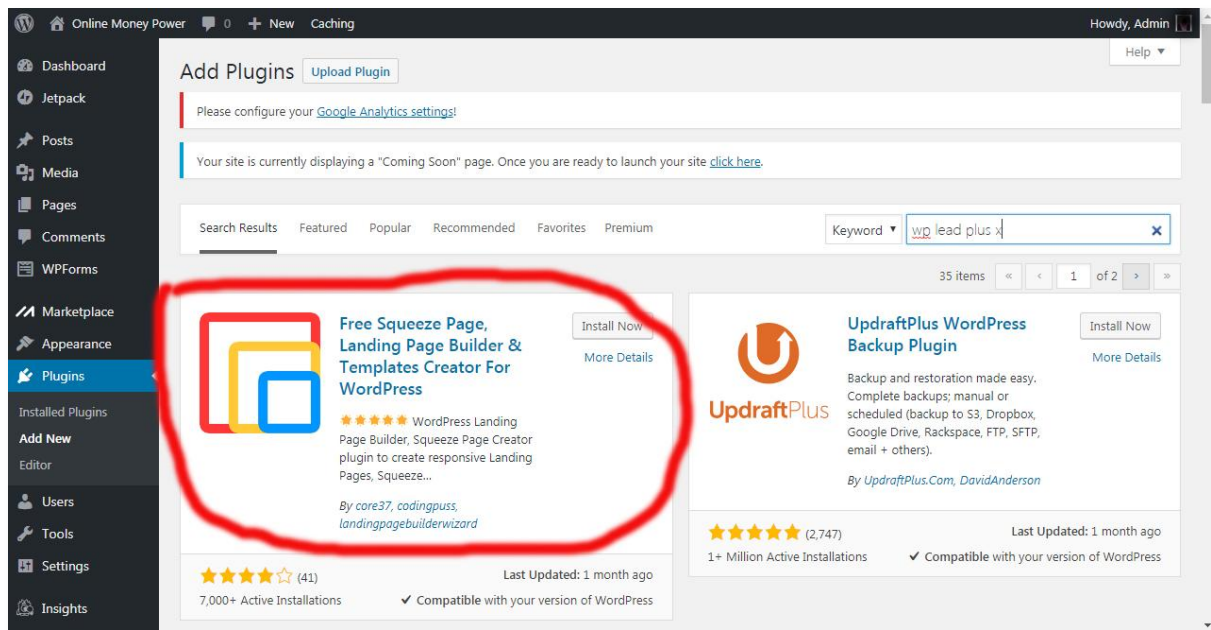 Online Money Power 0 + New Caching Howdy, Admin
Help ▼
Dashboard
Jetpack
Posts
Media
Pages
Comments
WPForms
Marketplace
Appearance
Plugins
Installed Plugins
Add New
Editor
Users
Tools
Settings
Insights
Add Plugins Upload Plugin
Please configure your Google Analytics settings!
Your site is currently displaying a "Coming Soon" page. Once you are ready to launch your site click here.
Search Results Featured Popular Recommended Favorites Premium Keyword ▼ wp lead plus x
35 items « ‹ 1 of 2 › »
Free Squeeze Page,
Landing Page Builder &
Templates Creator For
WordPress
Install Now
More Details
WordPress Landing
Page Builder, Squeeze Page Creator
plugin to create responsive Landing
Pages, Squeeze...
By core37, codingpuss,
landingpagebuilderwizard
(41) Last Updated: 1 month ago
7,000+ Active Installations ✓ Compatible with your version of WordPress
UpdraftPlus
UpdraftPlus WordPress
Backup Plugin
Install Now
More Details
Backup and restoration made easy.
Complete backups; manual or
scheduled (backup to S3, Dropbox,
Google Drive, Rackspace, FTP, SFTP,
email + others).
By UpdraftPlus.Com, DavidAnderson
(2,747) Last Updated: 1 month ago
1+ Million Active Installations ✓ Compatible with your version of WordPress